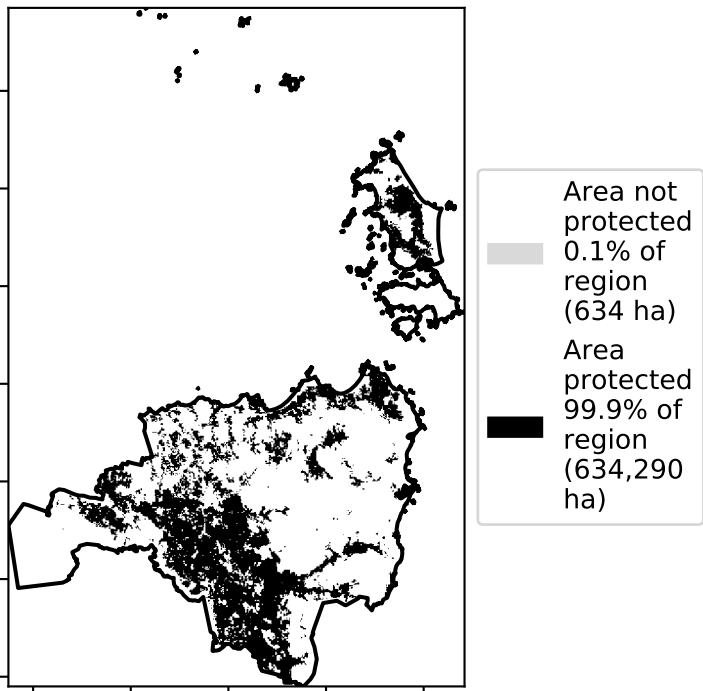 Area not
protected
0.1% of
region
(634 ha)
Area
protected
99.9% of
region
(634,290
ha)